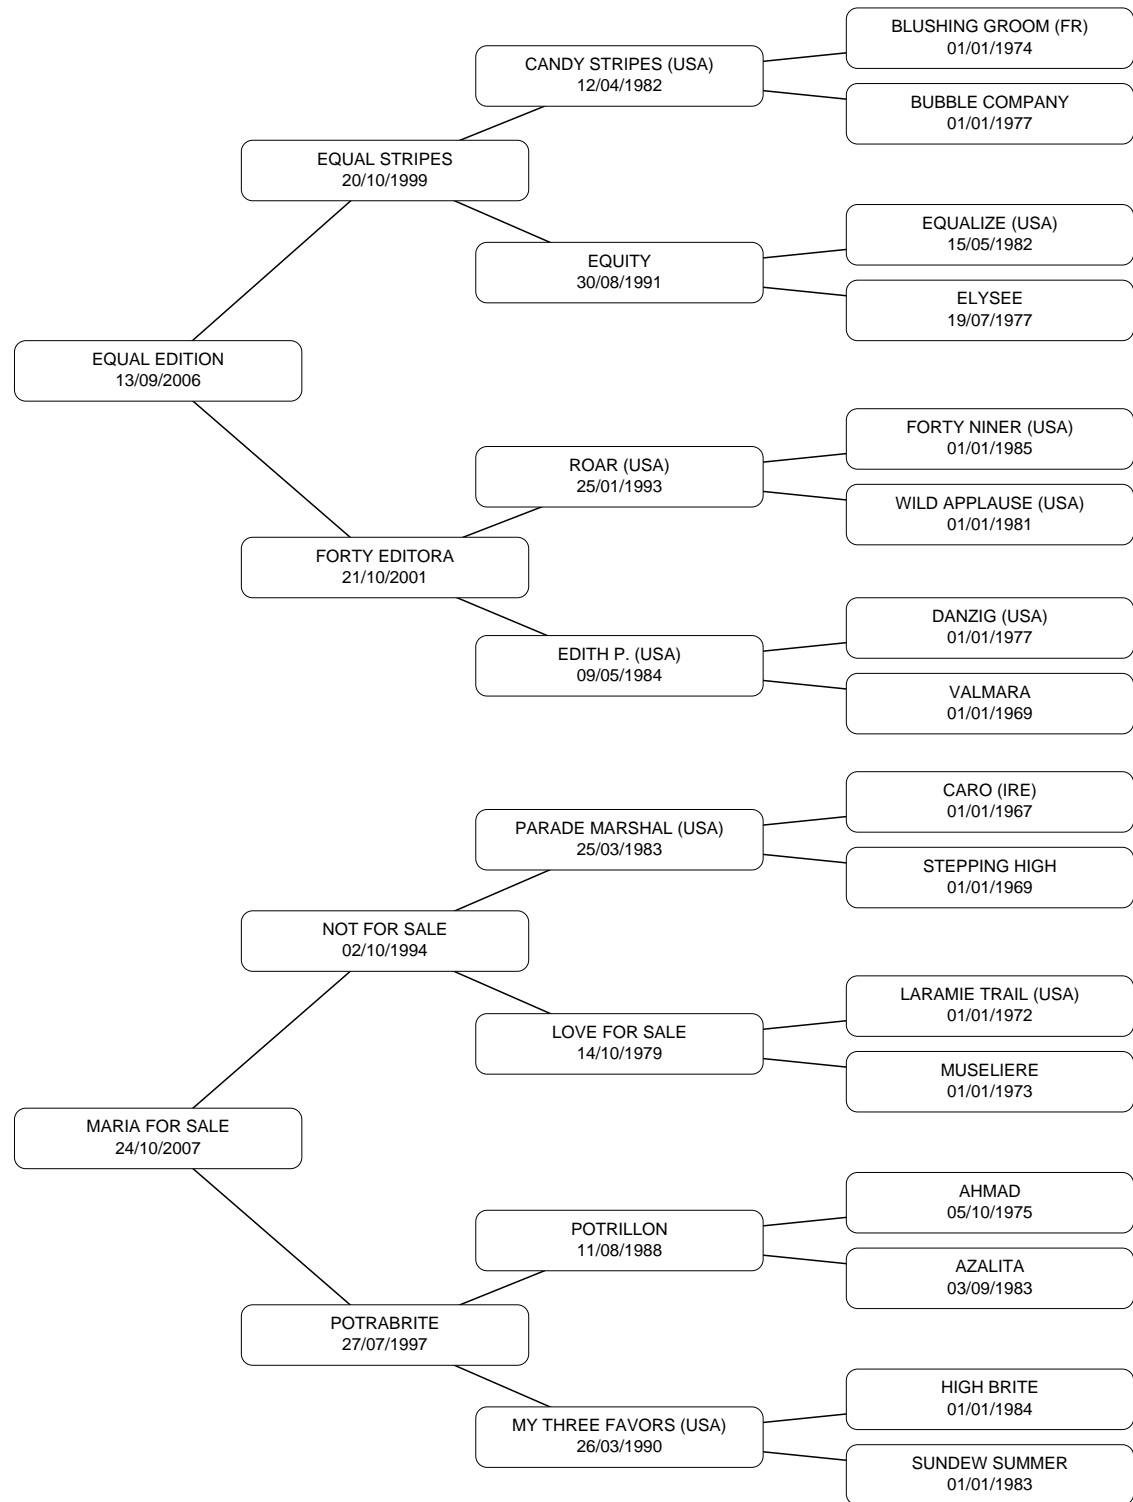 BLUSHING GROOM (FR)
01/01/1974
CANDY STRIPES (USA)
12/04/1982
BUBBLE COMPANY
01/01/1977
EQUAL STRIPES
20/10/1999
EQUALIZE (USA)
15/05/1982
EQUITY
30/08/1991
ELYSEE
19/07/1977
EQUAL EDITION
13/09/2006
FORTY NINER (USA)
01/01/1985
ROAR (USA)
25/01/1993
WILD APPLAUSE (USA)
01/01/1981
FORTY EDITORA
21/10/2001
DANZIG (USA)
01/01/1977
EDITH P. (USA)
09/05/1984
VALMARA
01/01/1969
CARO (IRE)
01/01/1967
PARADE MARSHAL (USA)
25/03/1983
STEPPING HIGH
01/01/1969
NOT FOR SALE
02/10/1994
LARAMIE TRAIL (USA)
01/01/1972
LOVE FOR SALE
14/10/1979
MUSELIERE
01/01/1973
MARIA FOR SALE
24/10/2007
AHMAD
05/10/1975
POTRILLON
11/08/1988
AZALITA
03/09/1983
POTRABRITE
27/07/1997
HIGH BRITE
01/01/1984
MY THREE FAVORS (USA)
26/03/1990
SUNDEW SUMMER
01/01/1983